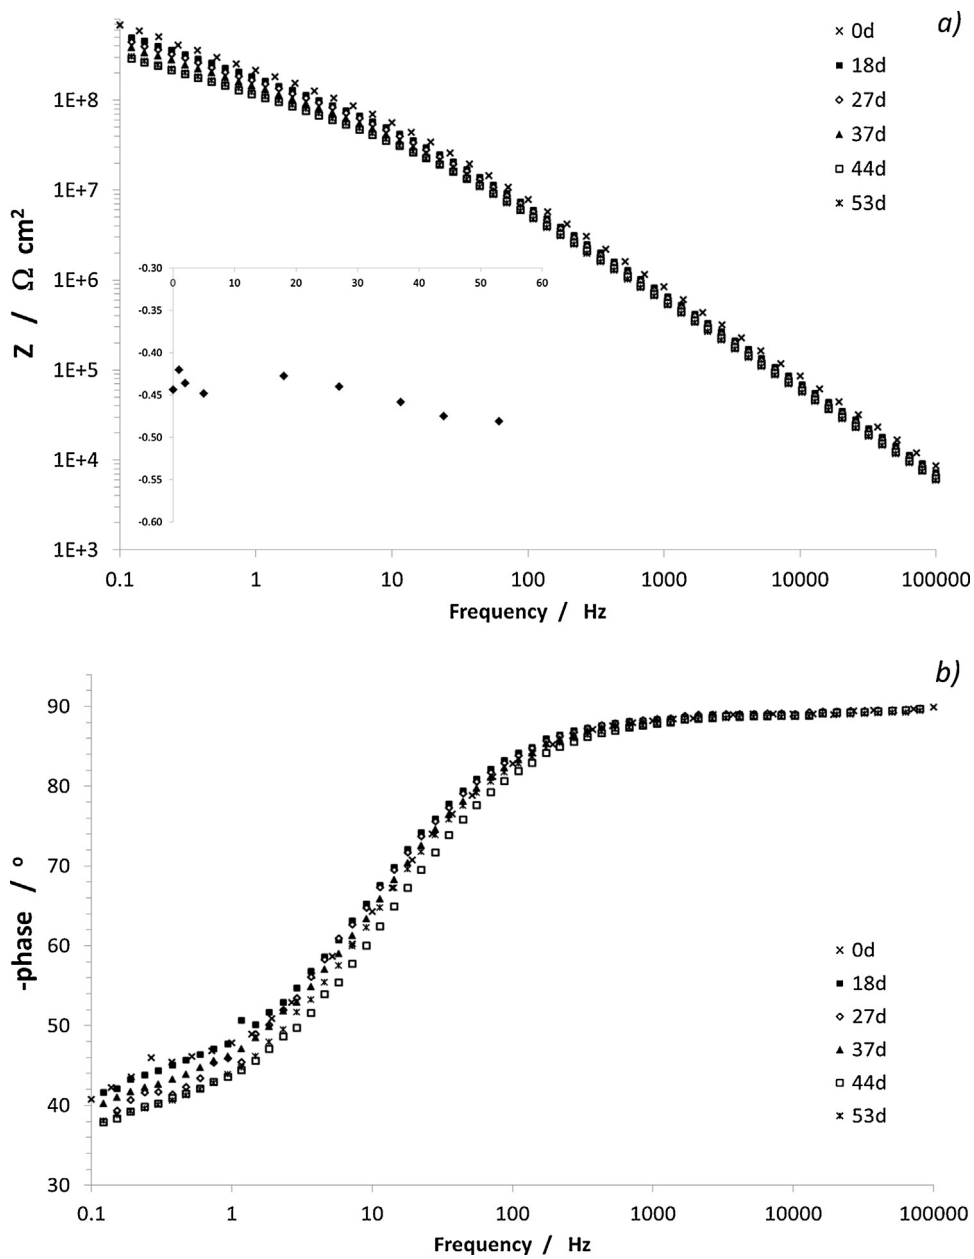 a)
× 0d
■ 18d
◇ 27d
▲ 37d
□ 44d
✳ 53d
1E+8
1E+7
1E+6
1E+5
1E+4
1E+3
Z / Ω cm²
-0.30
0 10 20 30 40 50 60
-0.35
-0.40
-0.45
-0.50
-0.55
-0.60
0.1 1 10 100 1000 10000 100000
Frequency / Hz
b)
90
80
70
60
50
40
30
-phase / º
× 0d
■ 18d
◇ 27d
▲ 37d
□ 44d
✳ 53d
0.1 1 10 100 1000 10000 100000
Frequency / Hz